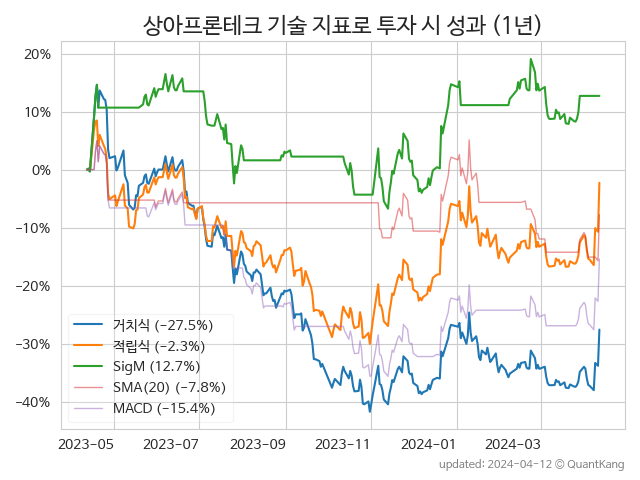 상아프론테크 기술 지표로 투자 시 성과 (1년)
20%
10%
0%
−10%
−20%
−30%
−40%
거치식 (−27.5%)
적립식 (−2.3%)
SigM (12.7%)
SMA(20) (−7.8%)
MACD (−15.4%)
2023-05 2023-07 2023-09 2023-11 2024-01 2024-03
updated: 2024-04-12 © QuantKang